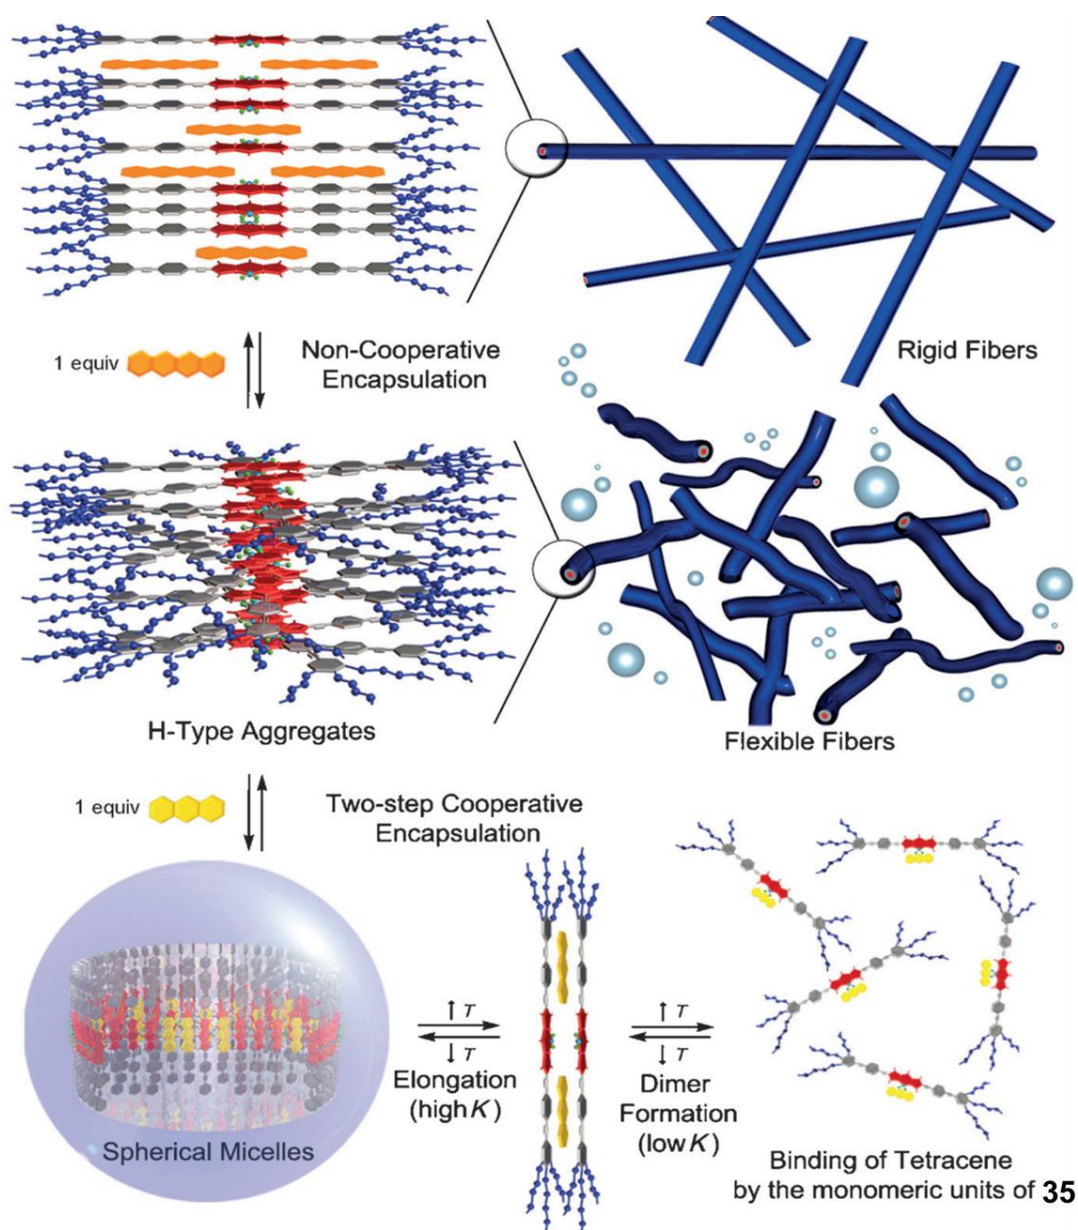 1 equiv
Non-Cooperative
Encapsulation
Rigid Fibers
H-Type Aggregates
Flexible Fibers
1 equiv
Two-step Cooperative
Encapsulation
Spherical Micelles
↑ T
↓ T
Elongation
(high K)
↑ T
↓ T
Dimer
Formation
(low K)
Binding of Tetracene
by the monomeric units of 35